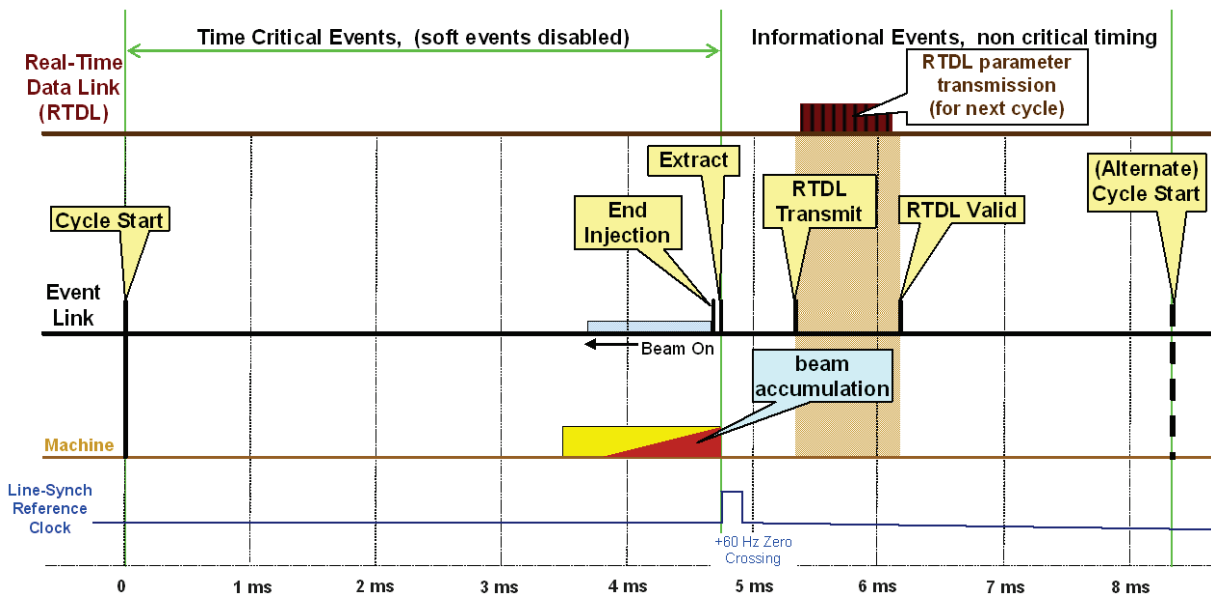 Time Critical Events, (soft events disabled)
Informational Events, non critical timing
Real-Time
Data Link
(RTDL)
RTDL parameter
transmission
(for next cycle)
Extract
(Alternate)
Cycle Start
RTDL
Transmit
RTDL Valid
Cycle Start
End
Injection
Event
Link
Beam On
beam
accumulation
Machine
Line-Synch
Reference
Clock
+60 Hz Zero
Crossing
0
1 ms
2 ms
3 ms
4 ms
5 ms
6 ms
7 ms
8 ms